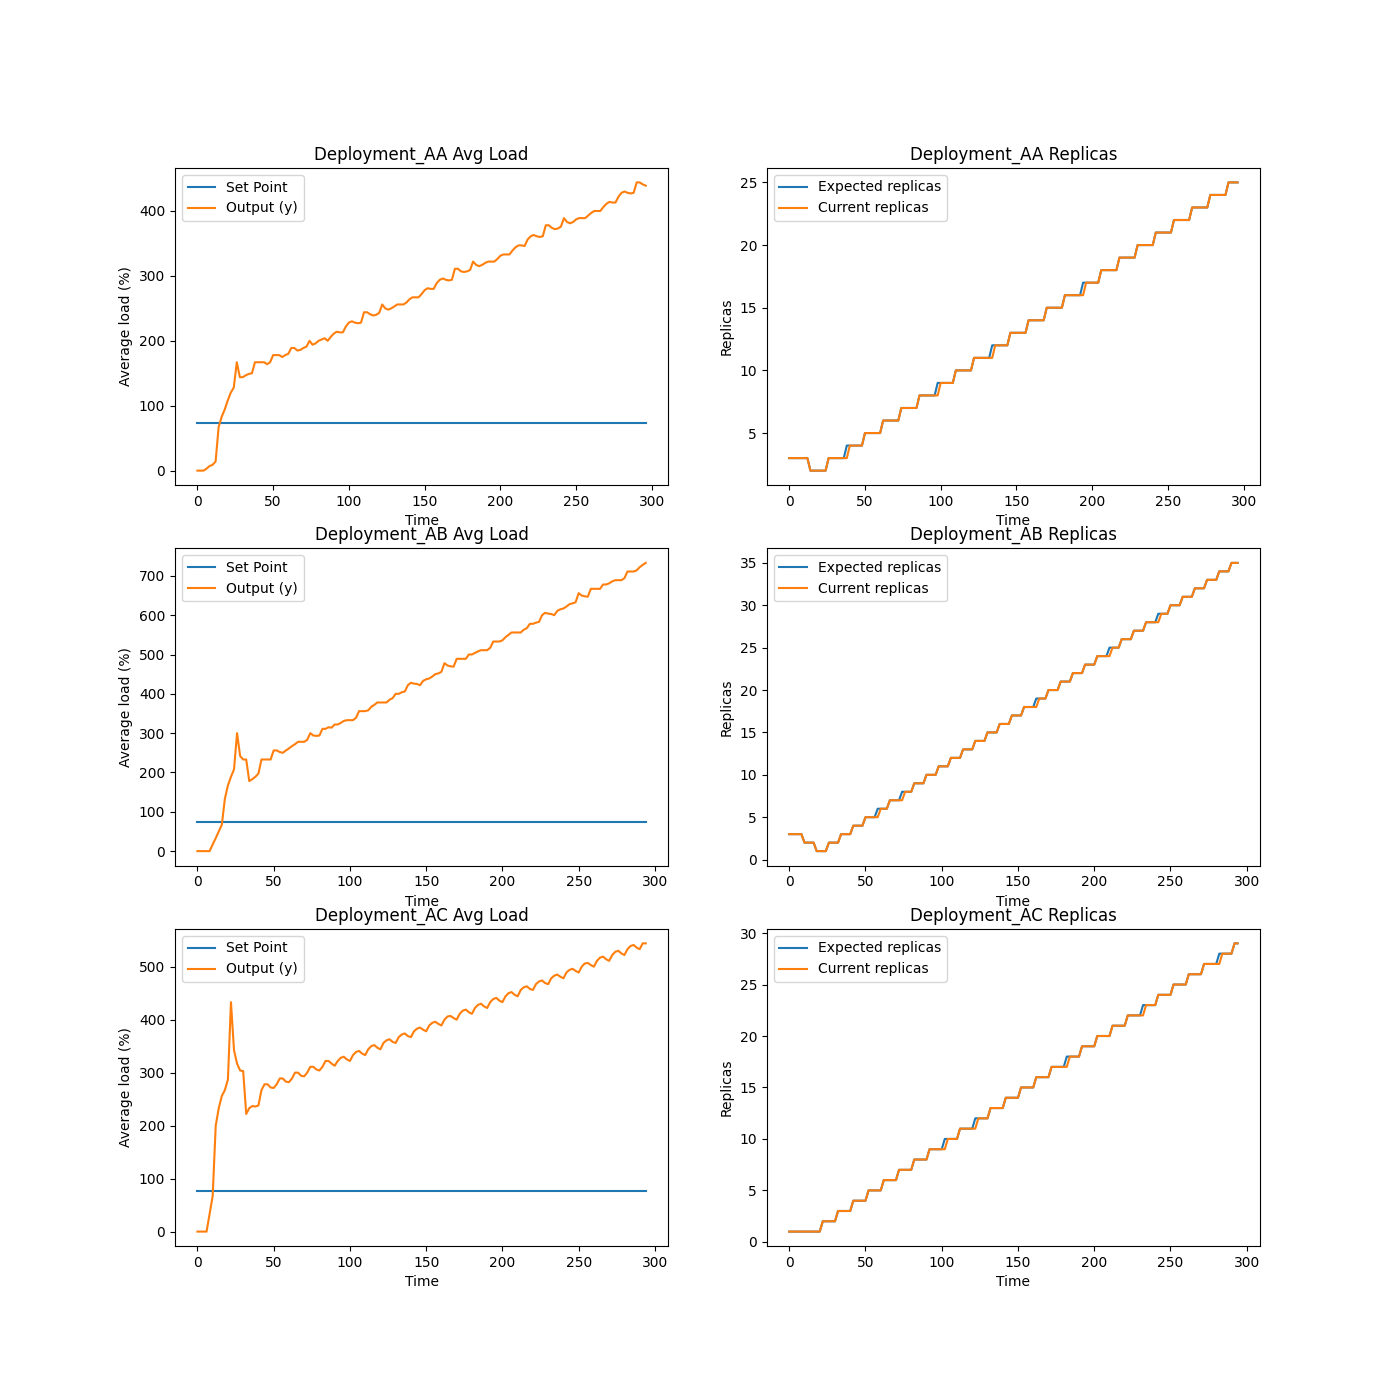 Deployment_AA Avg Load
Set Point
Output (y)
Average load (%)
400
300
200
100
0
0 50 100 150 200 250 300
Time
Deployment_AA Replicas
Expected replicas
Current replicas
Replicas
25
20
15
10
5
0 50 100 150 200 250 300
Time
Deployment_AB Avg Load
Set Point
Output (y)
Average load (%)
700
600
500
400
300
200
100
0
0 50 100 150 200 250 300
Time
Deployment_AB Replicas
Expected replicas
Current replicas
Replicas
35
30
25
20
15
10
5
0
0 50 100 150 200 250 300
Time
Deployment_AC Avg Load
Set Point
Output (y)
Average load (%)
500
400
300
200
100
0
0 50 100 150 200 250 300
Time
Deployment_AC Replicas
Expected replicas
Current replicas
Replicas
30
25
20
15
10
5
0
0 50 100 150 200 250 300
Time